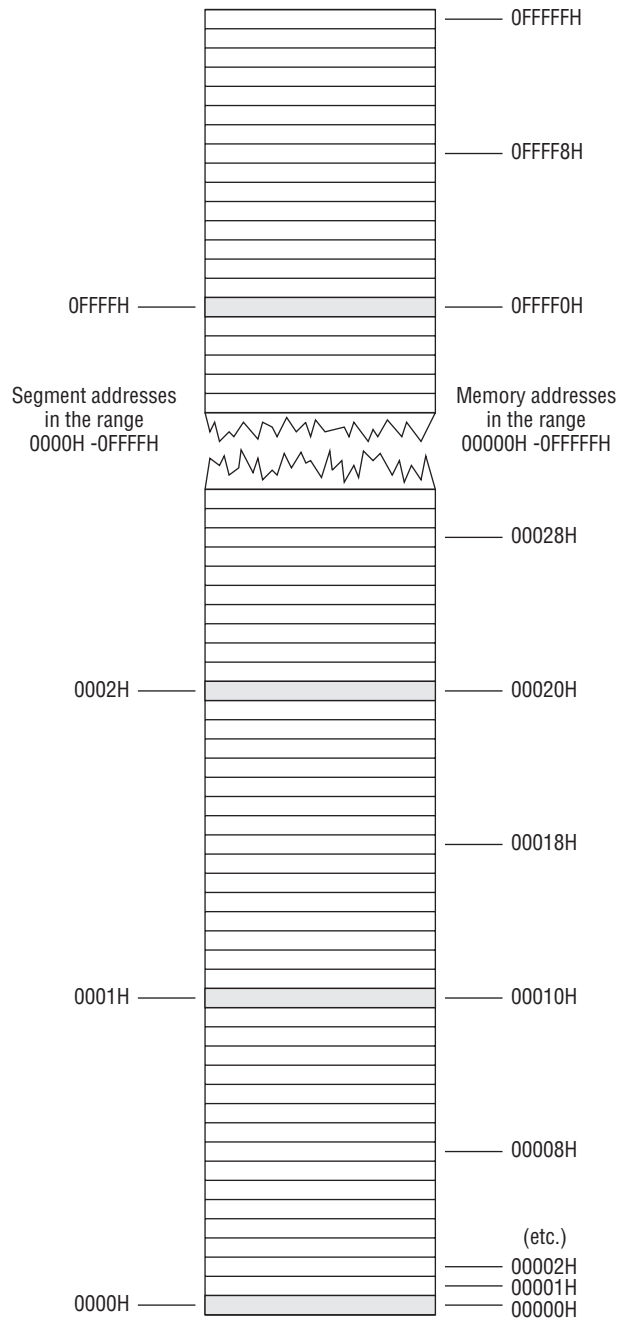 0FFFFFH
0FFFF8H
0FFFFH
0FFFF0H
Segment addresses
in the range
0000H -0FFFFH
Memory addresses
in the range
00000H -0FFFFFH
00028H
0002H
00020H
00018H
0001H
00010H
00008H
(etc.)
00002H
00001H
0000H
00000H